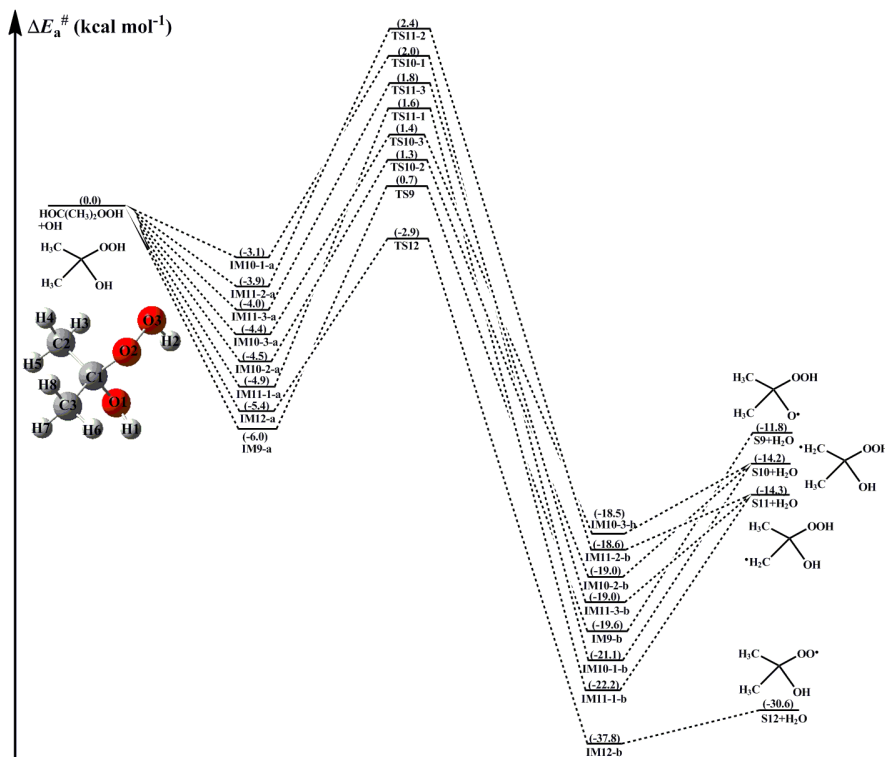 ΔEa# (kcal mol-1)
(2.4)
TS11-2
(2.0)
TS10-1
(1.8)
TS11-3
(1.6)
TS11-1
(1.4)
TS10-3
(1.3)
TS10-2
(0.7)
TS9
(-2.9)
TS12
(0.0)
HOC(CH3)2OOH
+OH
H3C
OOH
H3C
OH
H4
H3
O3
C2
O2
H2
H5
C1
H8
C3
O1
H7
H6
H1
(-3.1)
IM10-1-a
(-3.9)
IM11-2-a
(-4.0)
IM11-3-a
(-4.4)
IM10-3-a
(-4.5)
IM10-2-a
(-4.9)
IM11-1-a
(-5.4)
IM12-a
(-6.0)
IM9-a
(-18.5)
IM10-3-b
(-18.6)
IM11-2-b
(-19.0)
IM10-2-b
(-19.0)
IM11-3-b
(-19.6)
IM9-b
(-21.1)
IM10-1-b
(-22.2)
IM11-1-b
(-37.8)
IM12-b
H3C
OOH
H3C
O•
(-11.8)
S9+H2O
(-14.2)
S10+H2O
(-14.3)
S11+H2O
•H2C
OOH
H3C
OH
H3C
OOH
•H2C
OH
H3C
OO•
H3C
OH
(-30.6)
S12+H2O